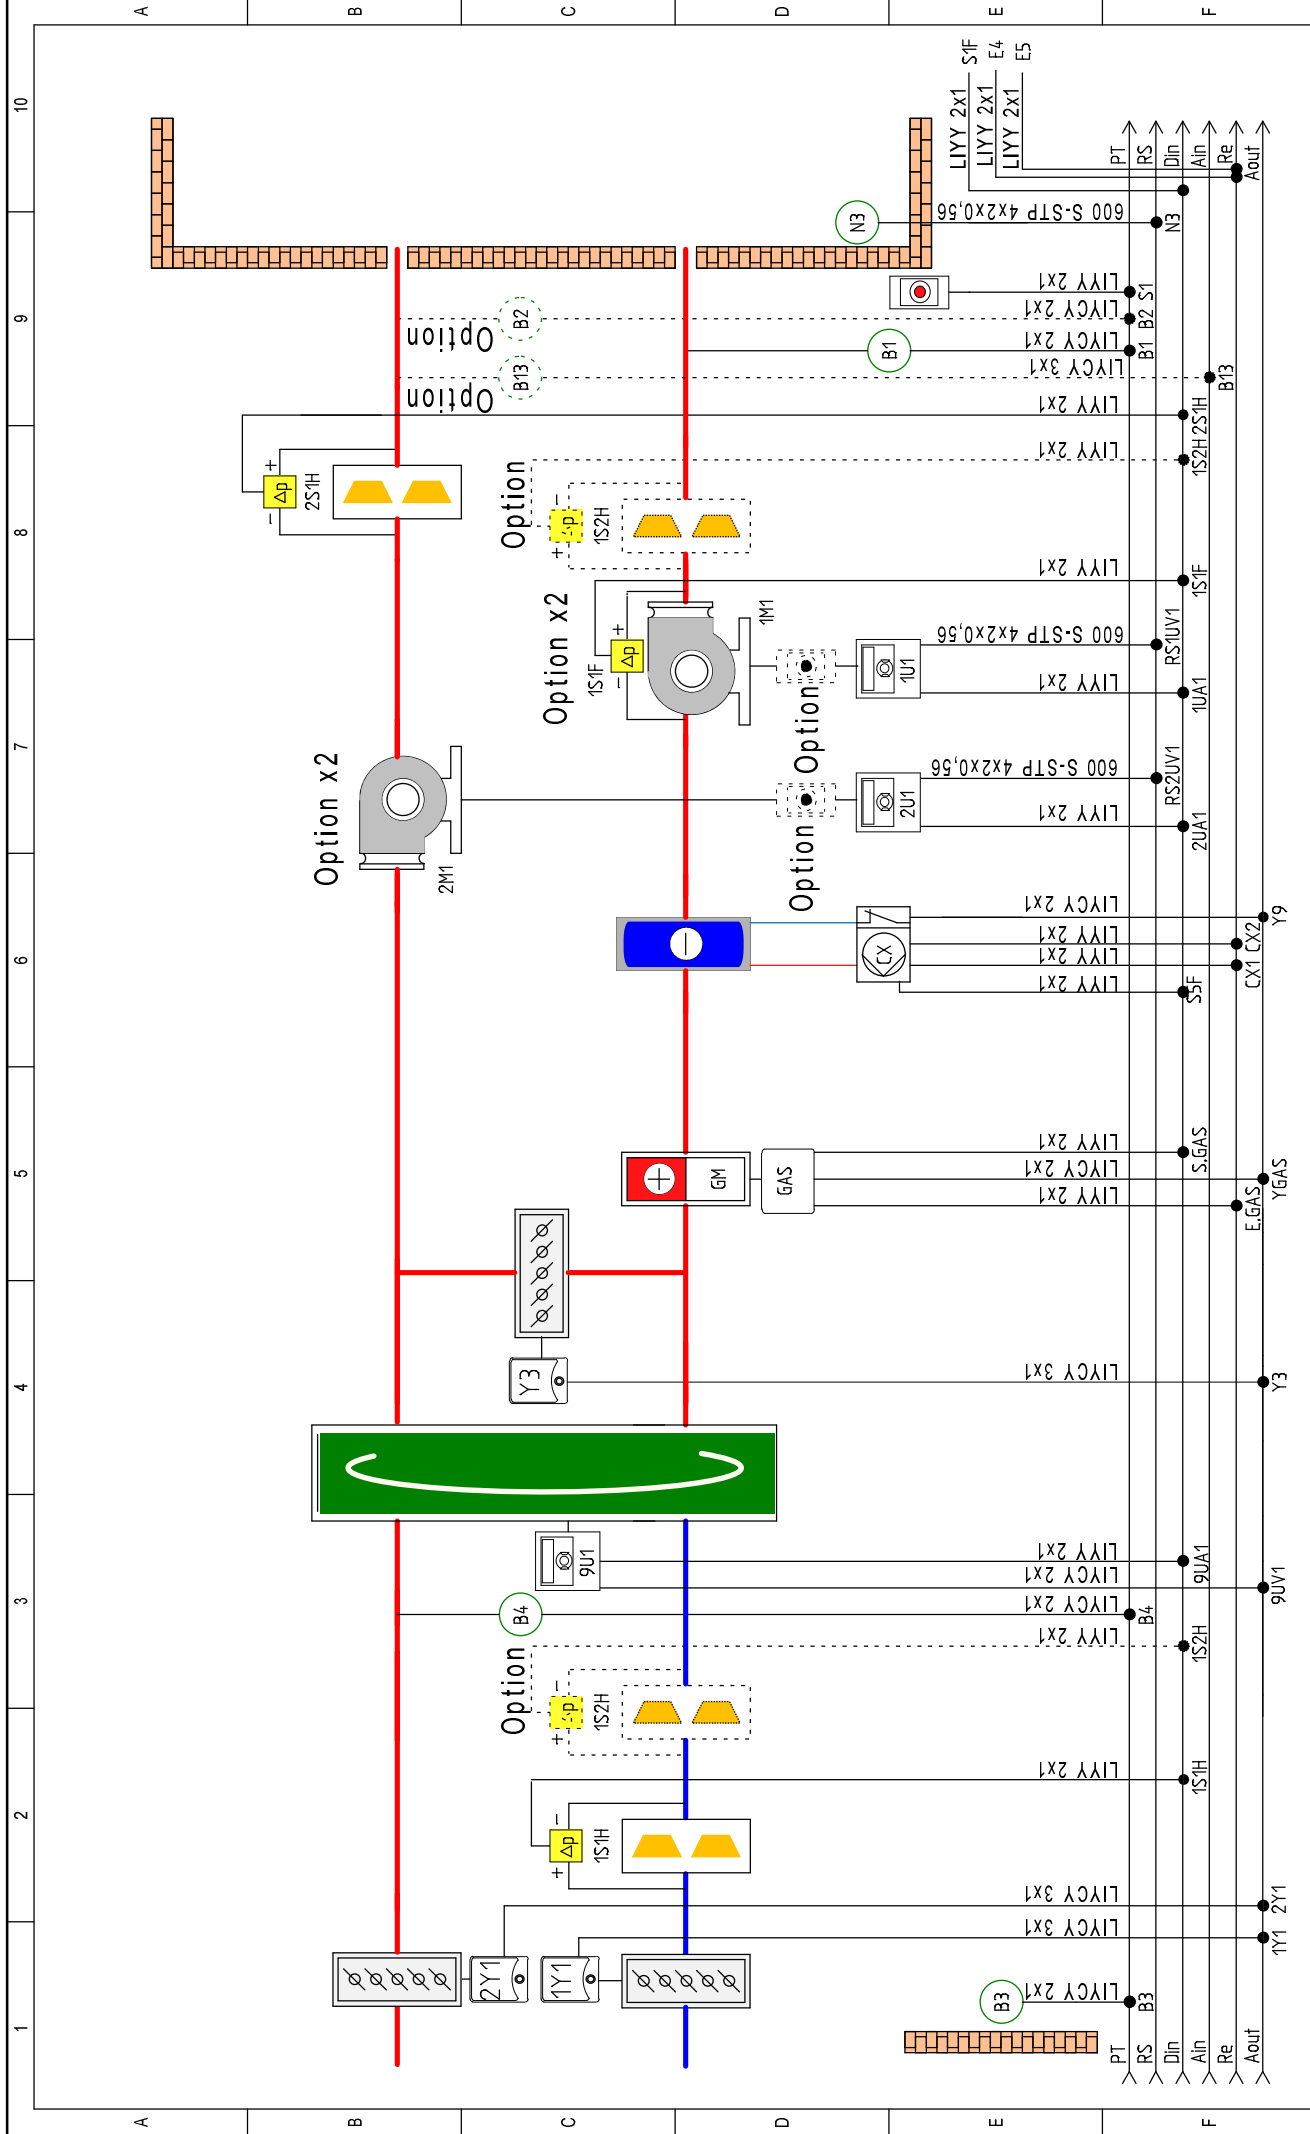 A
B
C
D
E
F
10
9
8
7
6
5
4
3
2
1
S1F
E4
E5
LIYY 2x1
LIYY 2x1
LIYY 2x1
PT
RS
Din
Ain
Re
Aout
N3
600 S-STP 4x2x0,56
N3
LIYY 2x1
S1
Option
B2
LIYCY 2x1
B2
B1
LIYCY 2x1
B1
Option
B13
LIYCY 3x1
B13
LIYY 2x1
2S1H
+
Δp
-
2S1H
Option
-
Δp
+
1S2H
LIYY 2x1
1S2H
LIYY 2x1
1S1F
Option x2
+
Δp
-
1S1F
1M1
Option
1U1
600 S-STP 4x2x0,56
RS1UV1
LIYY 2x1
1UA1
Option x2
2M1
Option
2U1
600 S-STP 4x2x0,56
RS2UV1
LIYY 2x1
2UA1
CX
LIYCY 2x1
Y9
LIYY 2x1
CX2
LIYY 2x1
CX1
LIYY 2x1
S5F
GM
GAS
LIYY 2x1
S.GAS
LIYCY 2x1
YGAS
LIYY 2x1
E.GAS
Y3
LIYCY 3x1
Y3
9U1
LIYY 2x1
9UA1
LIYCY 2x1
9UV1
B4
LIYCY 2x1
B4
Option
-
Δp
+
1S2H
LIYY 2x1
1S2H
-
Δp
+
1S1H
LIYY 2x1
1S1H
2Y1
LIYCY 3x1
2Y1
1Y1
LIYCY 3x1
1Y1
B3
LIYCY 2x1
B3
PT
RS
Din
Ain
Re
Aout
A
B
C
D
E
F